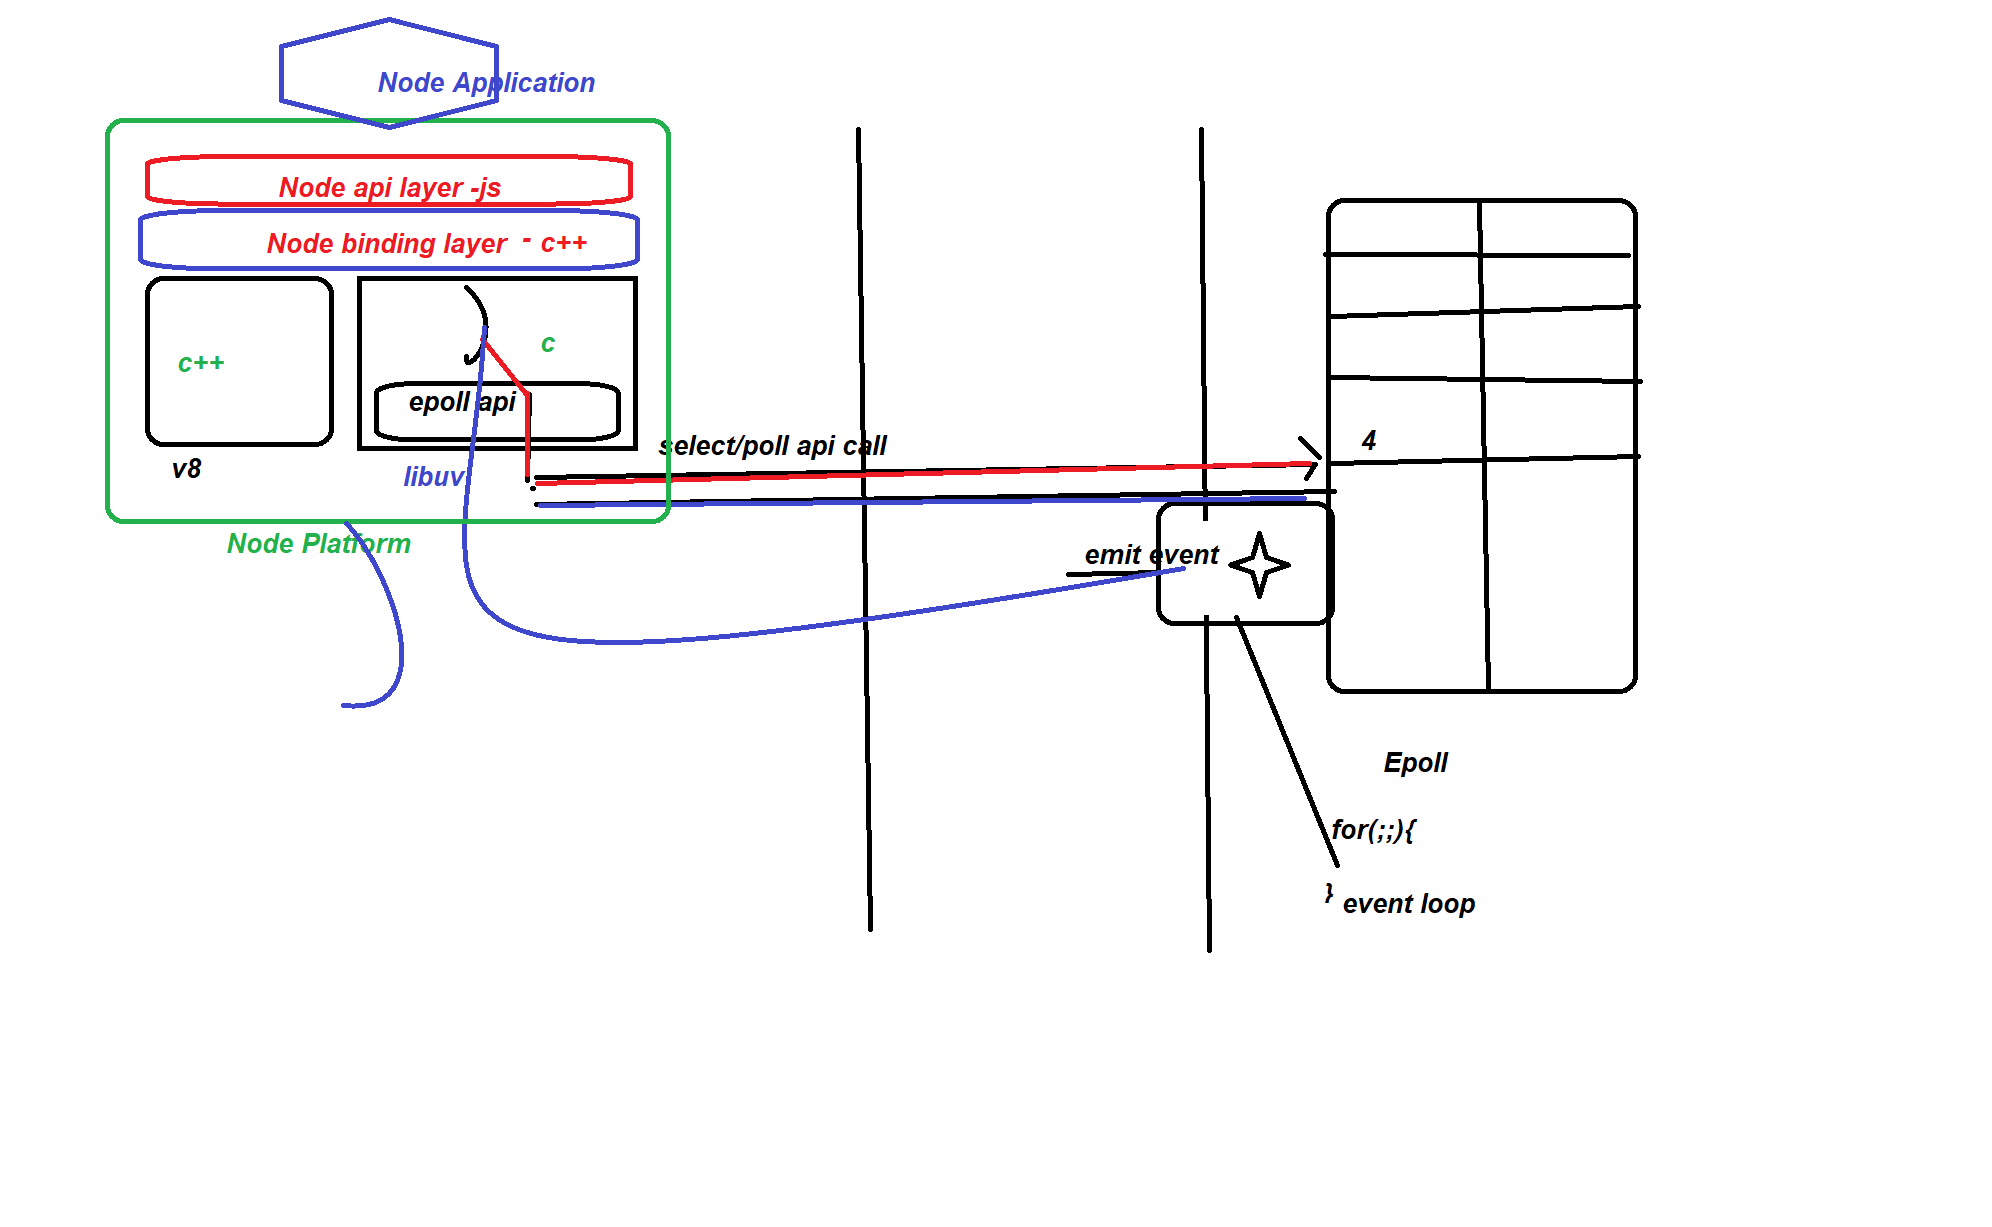 Node Application
Node api layer -js
Node binding layer - c++
c++
c
epoll api
v8
libuv
select/poll api call
4
Node Platform
emit event
Epoll
for(;;){
} event loop